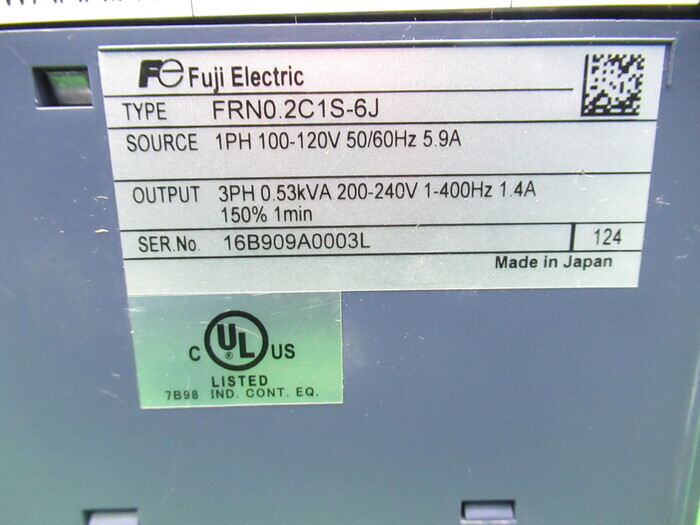 Fe Fuji Electric
TYPE FRN0.2C1S-6J
SOURCE 1PH 100-120V 50/60Hz 5.9A
OUTPUT 3PH 0.53kVA 200-240V 1-400Hz 1.4A
150% 1min
SER.No. 16B909A0003L 124
Made in Japan
C UL ® US
LISTED
7B98 IND. CONT. EQ.